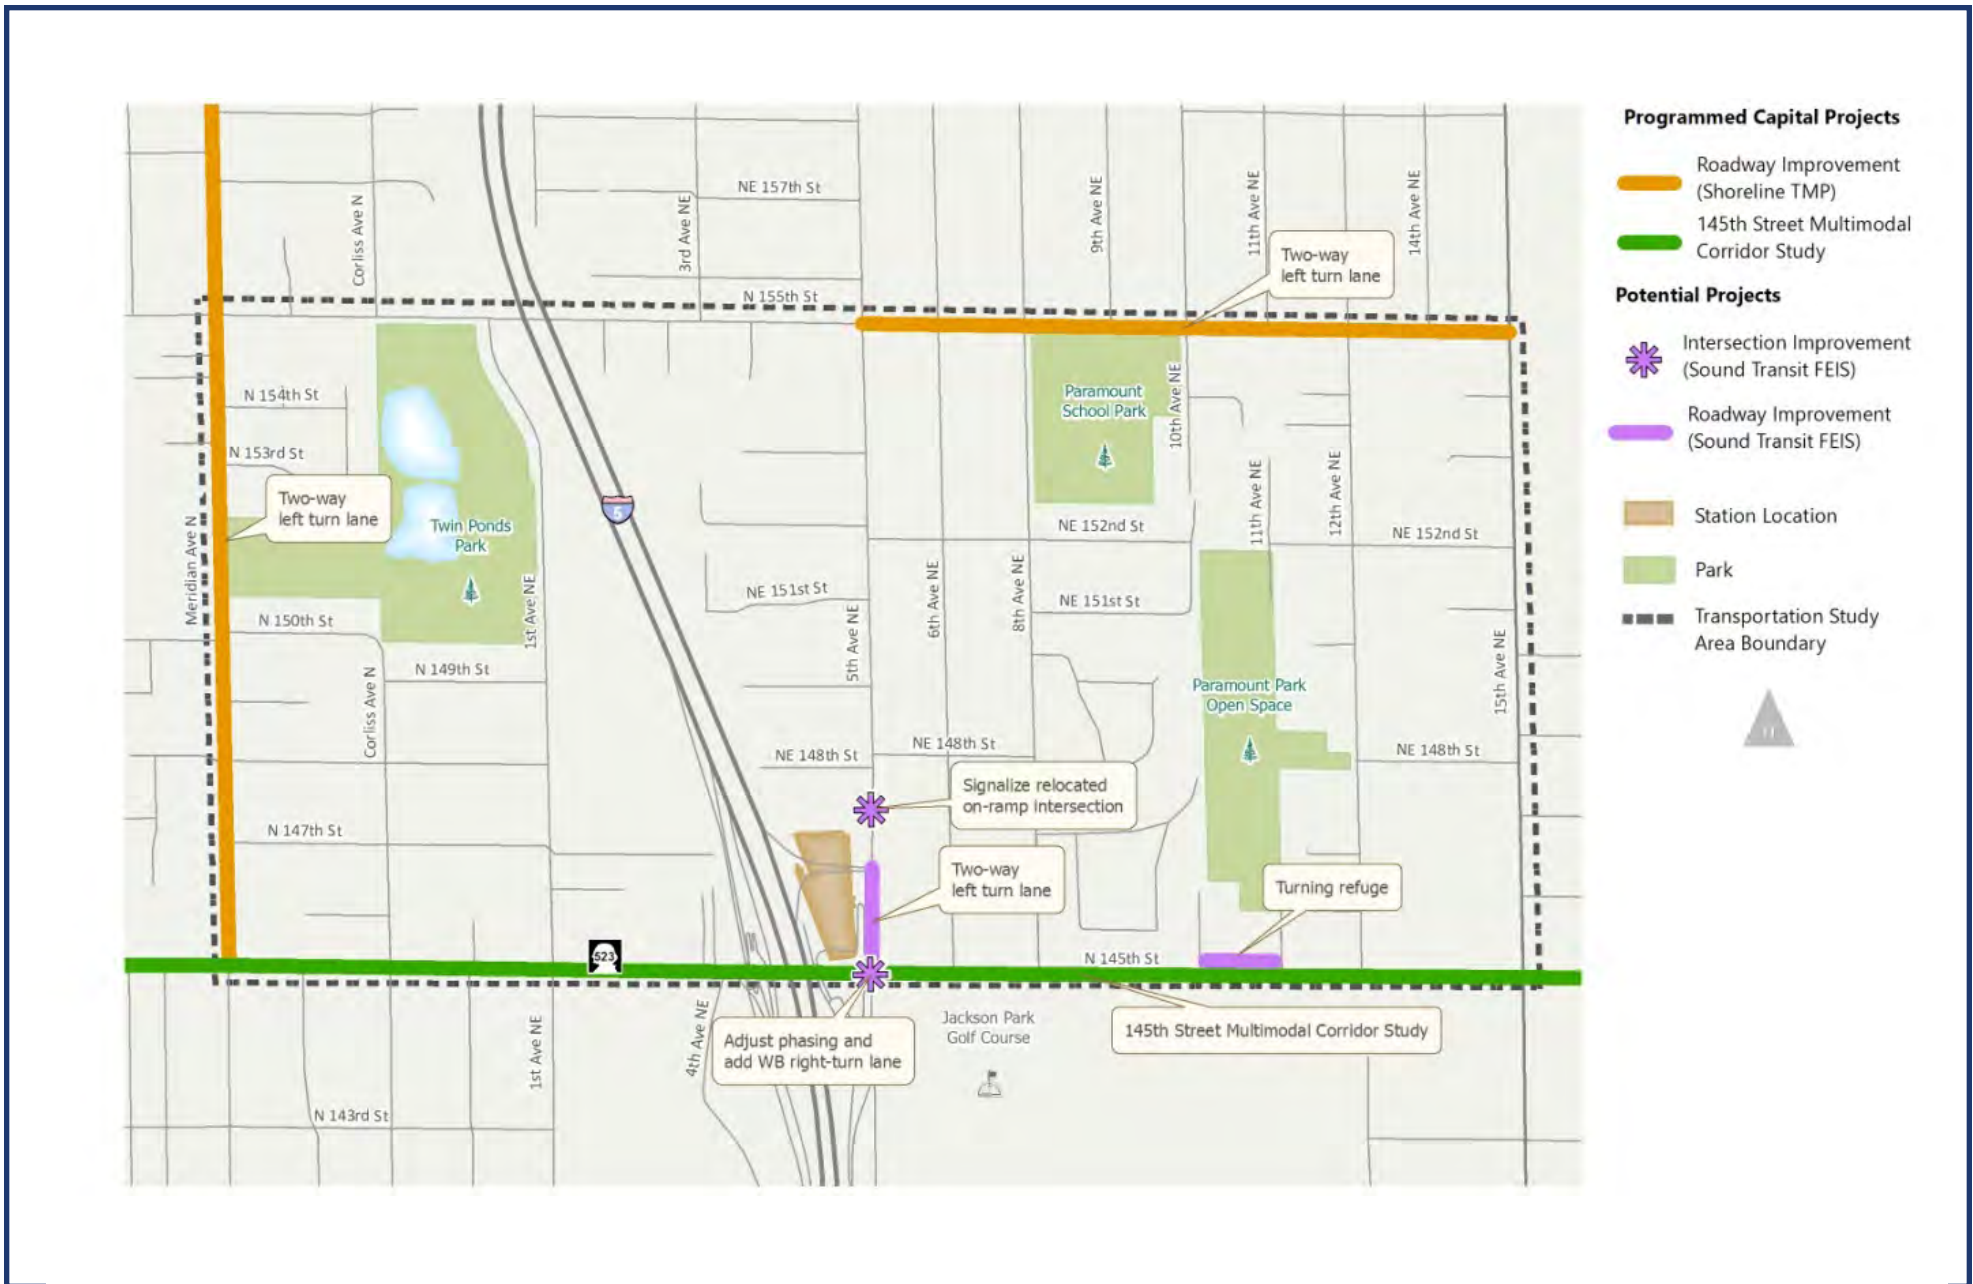 Programmed Capital Projects
Roadway Improvement
(Shoreline TMP)
145th Street Multimodal
Corridor Study
Potential Projects
Intersection Improvement
(Sound Transit FEIS)
Roadway Improvement
(Sound Transit FEIS)
Station Location
Park
Transportation Study
Area Boundary
NE 157th St
Corliss Ave N
3rd Ave NE
9th Ave NE
11th Ave NE
14th Ave NE
Two-way
left turn lane
N 155th St
N 154th St
N 153rd St
Two-way
left turn lane
Twin Ponds
Park
Meridian Ave N
5
Paramount
School Park
10th Ave NE
NE 152nd St
11th Ave NE
12th Ave NE
NE 152nd St
1st Ave NE
NE 151st St
6th Ave NE
8th Ave NE
NE 151st St
N 150th St
5th Ave NE
N 149th St
Corliss Ave N
Paramount Park
Open Space
15th Ave NE
NE 148th St
NE 148th St
NE 148th St
Signalize relocated
on-ramp intersection
N 147th St
Two-way
left turn lane
Turning refuge
523
N 145th St
4th Ave NE
1st Ave NE
Adjust phasing and
add WB right-turn lane
Jackson Park
Golf Course
145th Street Multimodal Corridor Study
N 143rd St